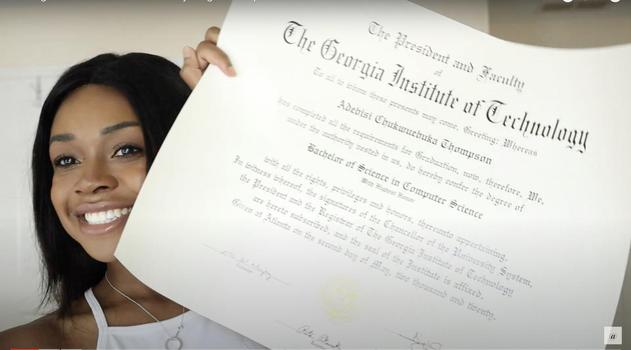 The President and Faculty
of
The Georgia Institute of Technology
To all to whom these presents may come, Greeting: Whereas
Adebisi Chukwuebuka Thompson
has completed all the requirements for Graduation, now, therefore, We,
under the authority vested in us, do hereby confer the degree of
Bachelor of Science in Computer Science
With Highest Honor
with all the rights, privileges and honors, thereunto appertaining.
In witness whereof, the signatures of the Chancellor of the University System,
the President and the Registrar of The Georgia Institute of Technology
are hereto subscribed, and the seal of the Institute is affixed.
Given at Atlanta on the second day of May, two thousand and twenty.